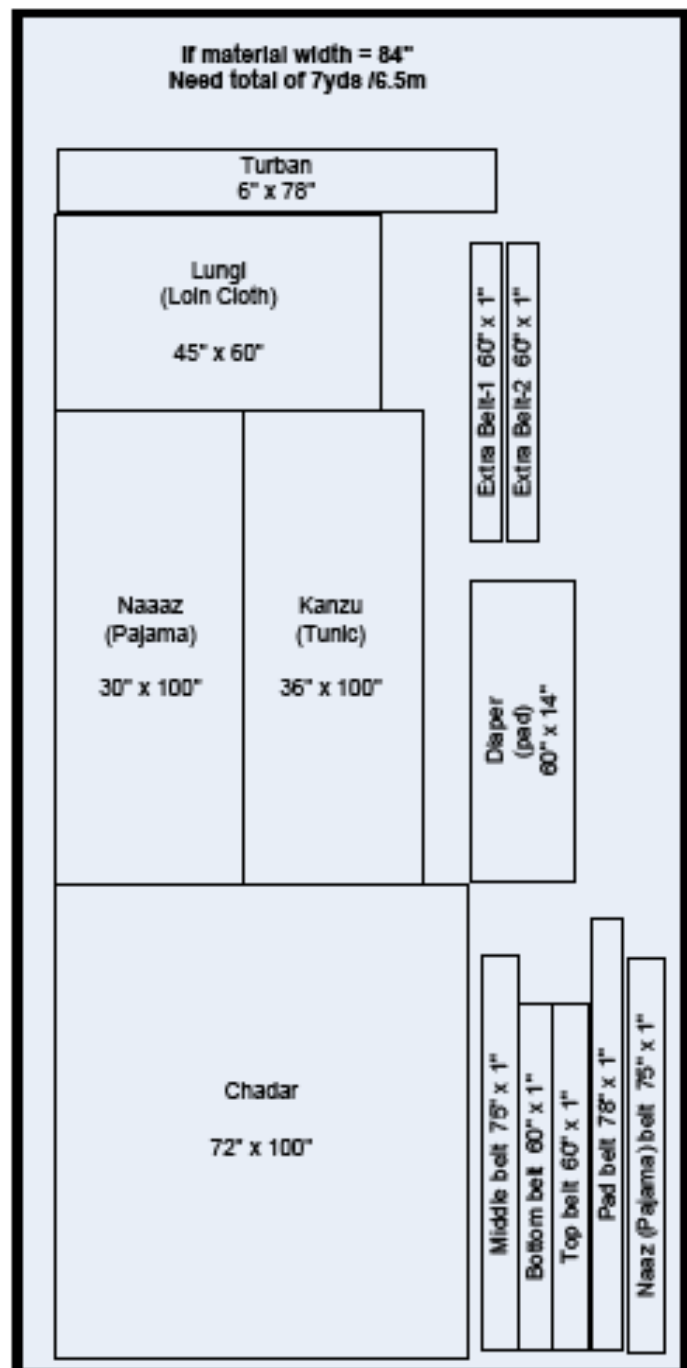 If material width = 84"
Need total of 7yds /6.5m
Turban
6" x 78"
Lungi
(Loin Cloth)
45" x 60"
Extra Belt-1 60" x 1"
Extra Belt-2 60" x 1"
Naaaz
(Pajama)
30" x 100"
Kanzu
(Tunic)
36" x 100"
Diaper
(pad)
60" x 14"
Chadar
72" x 100"
Middle belt 75" x 1"
Bottom belt 60" x 1"
Top belt 60" x 1"
Pad belt 78" x 1"
Naaz (Pajama) belt 75" x 1"